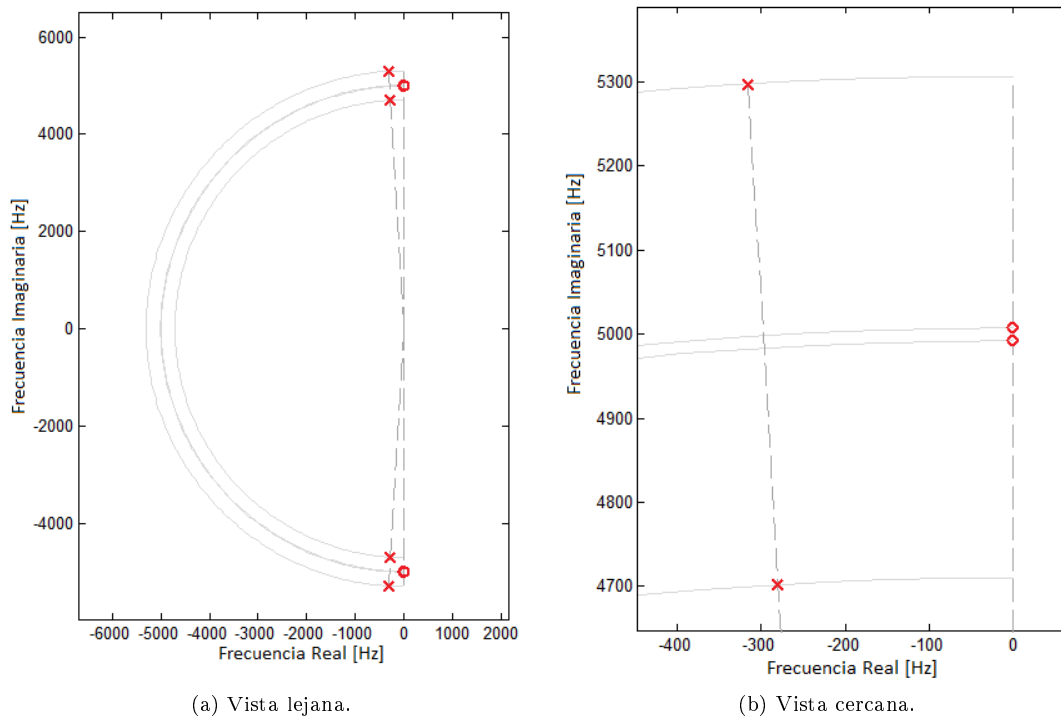 6000
4000
2000
0
-2000
-4000
Frecuencia Imaginaria [Hz]
-6000 -5000 -4000 -3000 -2000 -1000 0 1000 2000
Frecuencia Real [Hz]
(a) Vista lejana.
5300
5200
5100
5000
4900
4800
4700
Frecuencia Imaginaria [Hz]
-400 -300 -200 -100 0
Frecuencia Real [Hz]
(b) Vista cercana.